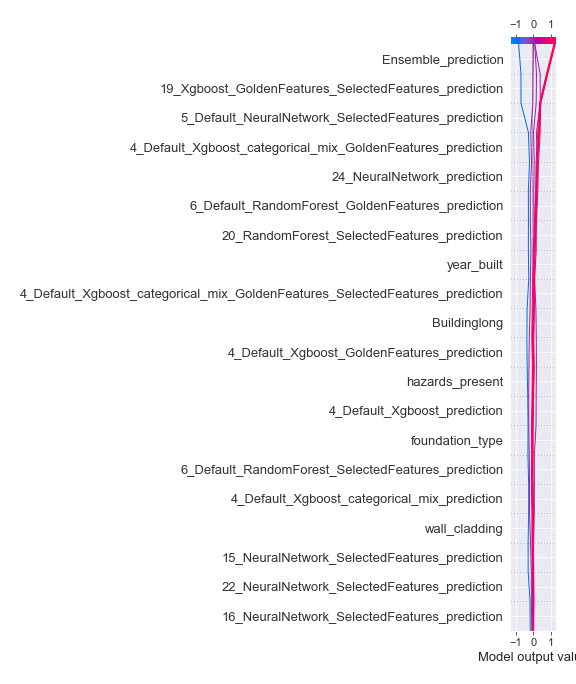 −1 0 1
Ensemble_prediction
19_Xgboost_GoldenFeatures_SelectedFeatures_prediction
5_Default_NeuralNetwork_SelectedFeatures_prediction
4_Default_Xgboost_categorical_mix_GoldenFeatures_prediction
24_NeuralNetwork_prediction
6_Default_RandomForest_GoldenFeatures_prediction
20_RandomForest_SelectedFeatures_prediction
year_built
4_Default_Xgboost_categorical_mix_GoldenFeatures_SelectedFeatures_prediction
Buildinglong
4_Default_Xgboost_GoldenFeatures_prediction
hazards_present
4_Default_Xgboost_prediction
foundation_type
6_Default_RandomForest_SelectedFeatures_prediction
4_Default_Xgboost_categorical_mix_prediction
wall_cladding
15_NeuralNetwork_SelectedFeatures_prediction
22_NeuralNetwork_SelectedFeatures_prediction
16_NeuralNetwork_SelectedFeatures_prediction
−1 0 1
Model output valu